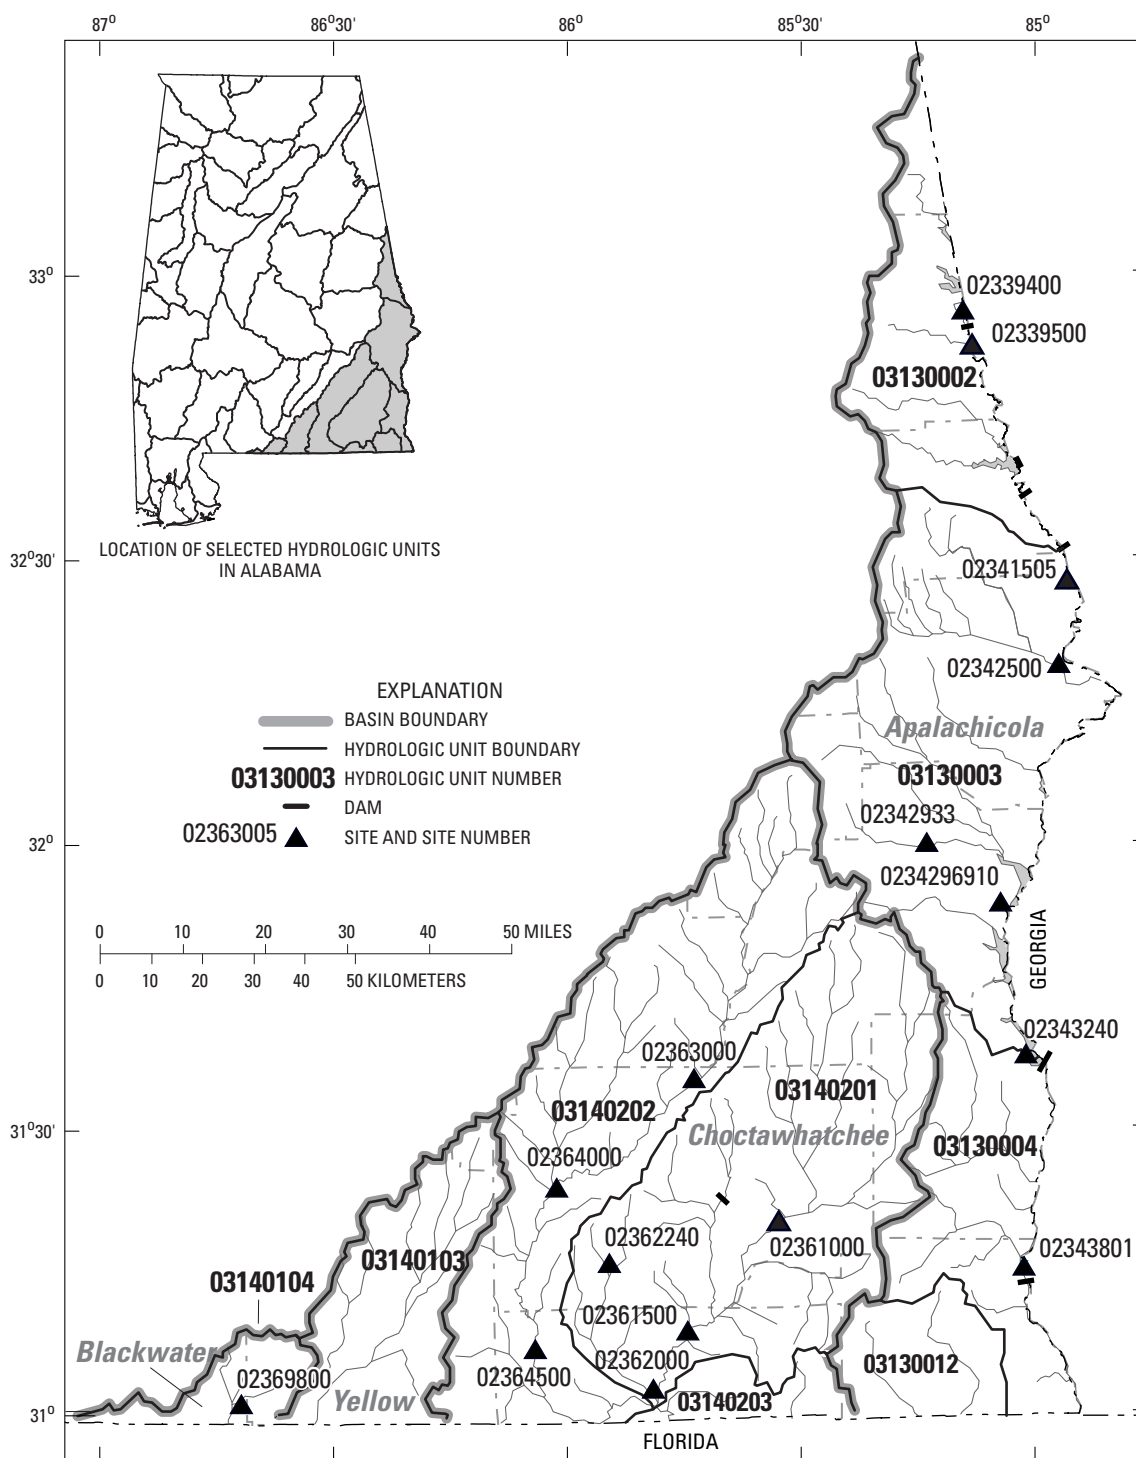 87°
86°30'
86°
85°30'
85°
33°
02339400
02339500
03130002
LOCATION OF SELECTED HYDROLOGIC UNITS
IN ALABAMA
32°30'
02341505
02342500
EXPLANATION
BASIN BOUNDARY
HYDROLOGIC UNIT BOUNDARY
03130003 HYDROLOGIC UNIT NUMBER
DAM
02363005 SITE AND SITE NUMBER
Apalachicola
03130003
02342933
32°
0234296910
GEORGIA
0 10 20 30 40 50 MILES
0 10 20 30 40 50 KILOMETERS
02343240
02363000
03140201
03140202
31°30'
Choctawhatchee
03130004
02364000
02362240
02361000
02343801
03140103
03140104
02361500
Blackwater
02362000
03130012
02369800
02364500
Yellow
03140203
31°
FLORIDA